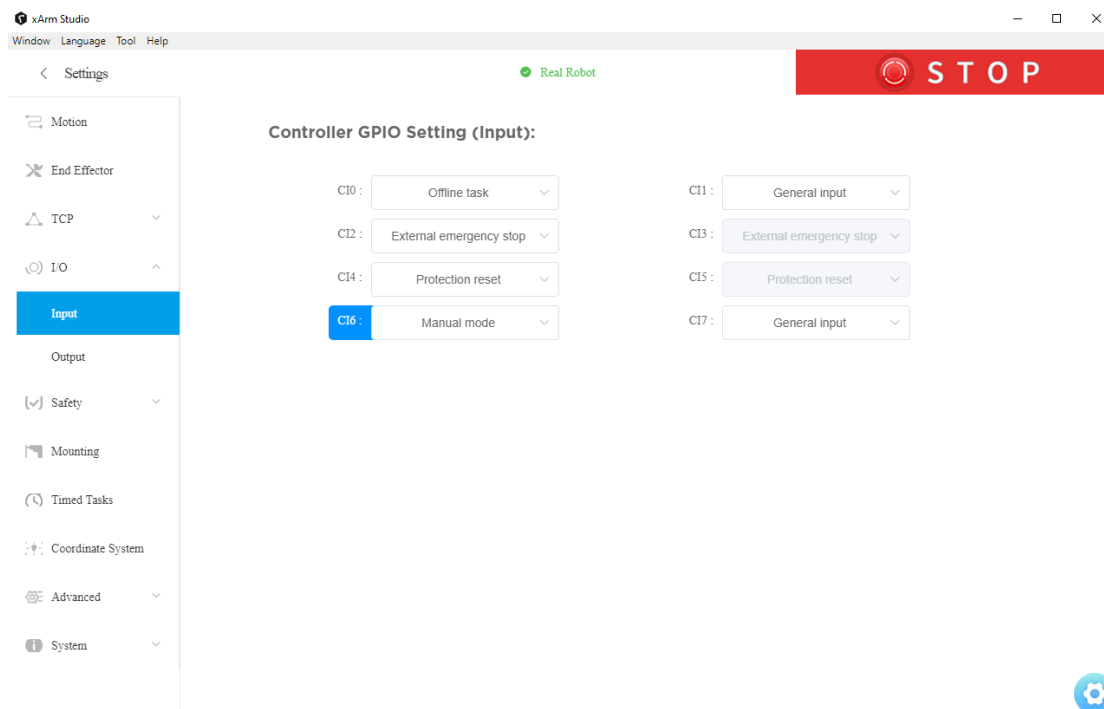 xArm Studio
Window Language Tool Help
Settings
Real Robot
STOP
Motion
End Effector
TCP
I/O
Input
Output
Safety
Mounting
Timed Tasks
Coordinate System
Advanced
System
Controller GPIO Setting (Input):
CI0 : Offline task CI1 : General input
CI2 : External emergency stop CI3 : External emergency stop
CI4 : Protection reset CI5 : Protection reset
CI6 : Manual mode CI7 : General input